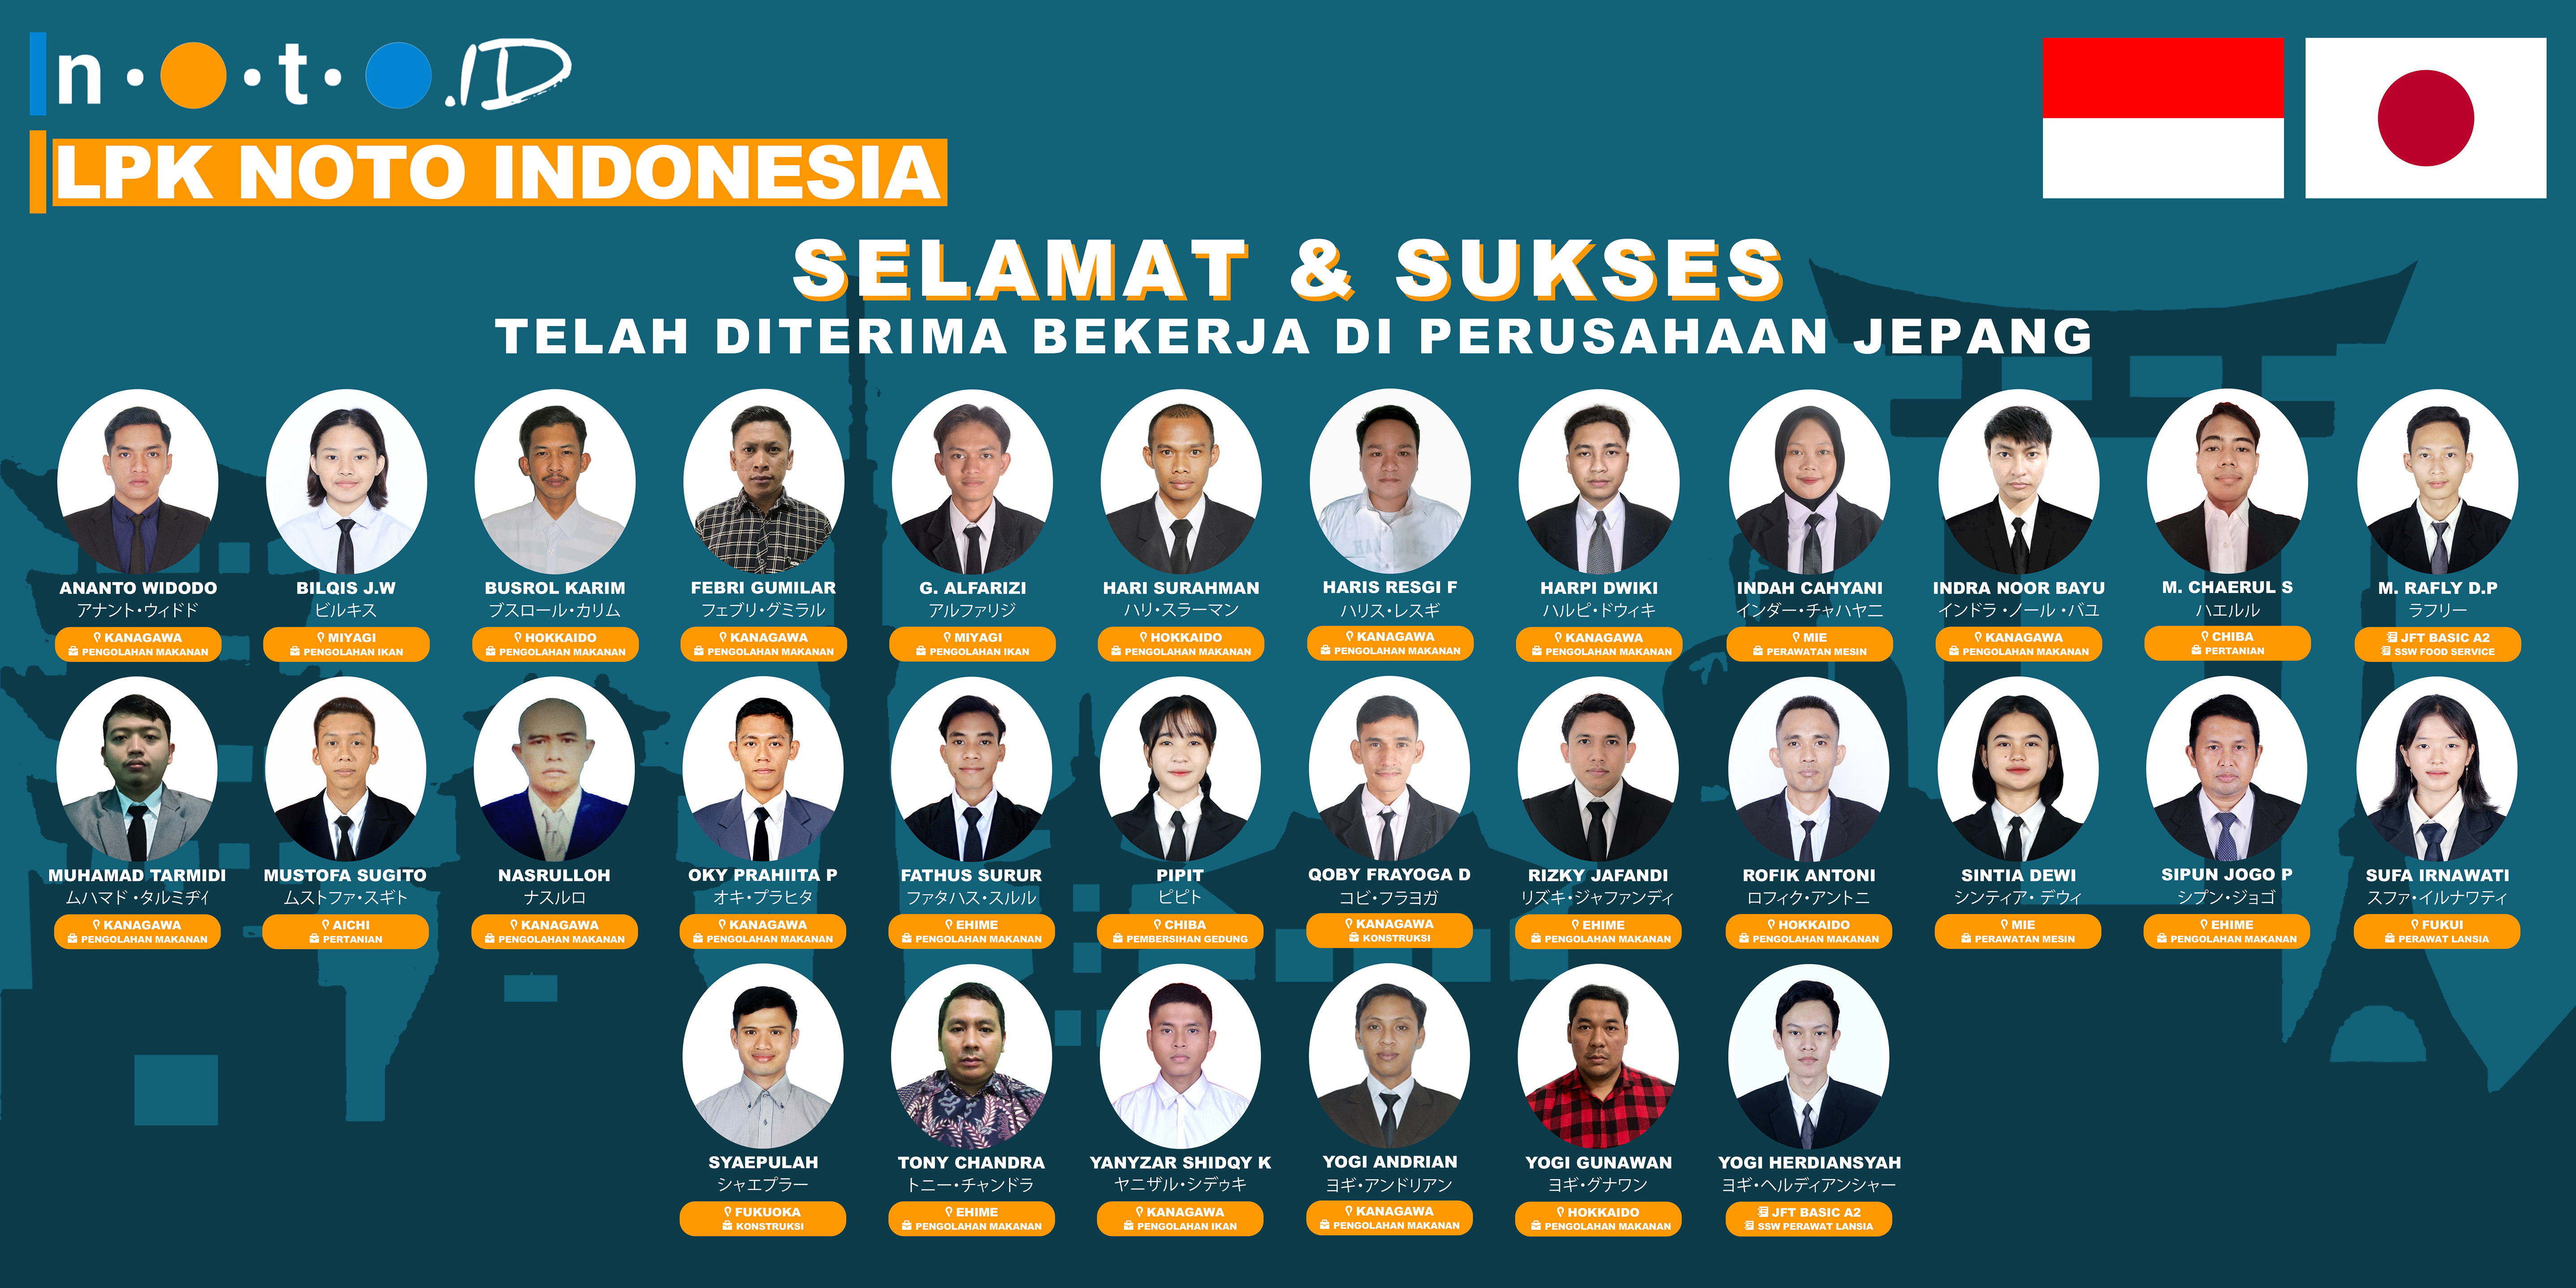 n·o·t·o.ID
LPK NOTO INDONESIA
SELAMAT & SUKSES
TELAH DITERIMA BEKERJA DI PERUSAHAAN JEPANG
ANANTO WIDODO
アナント・ウィドド
KANAGAWA
PENGOLAHAN MAKANAN
BILQIS J.W
ビルキス
MIYAGI
PENGOLAHAN IKAN
BUSROL KARIM
ブスロール・カリム
HOKKAIDO
PENGOLAHAN MAKANAN
FEBRI GUMILAR
フェブリ・グミラル
KANAGAWA
PENGOLAHAN MAKANAN
G. ALFARIZI
アルファリジ
MIYAGI
PENGOLAHAN IKAN
HARI SURAHMAN
ハリ・スラーマン
HOKKAIDO
PENGOLAHAN MAKANAN
HARIS RESGI F
ハリス・レスギ
KANAGAWA
PENGOLAHAN MAKANAN
HARPI DWIKI
ハルピ・ドウィキ
KANAGAWA
PENGOLAHAN MAKANAN
INDAH CAHYANI
インダー・チャハヤニ
MIE
PERAWATAN MESIN
INDRA NOOR BAYU
インドラ・ノール・バユ
KANAGAWA
PENGOLAHAN MAKANAN
M. CHAERUL S
ハエルル
CHIBA
PERTANIAN
M. RAFLY D.P
ラフリー
JFT BASIC A2
SSW FOOD SERVICE
MUHAMAD TARMIDI
ムハマド・タルミヂィ
KANAGAWA
PENGOLAHAN MAKANAN
MUSTOFA SUGITO
ムストファ・スギト
AICHI
PERTANIAN
NASRULLOH
ナスルロ
KANAGAWA
PENGOLAHAN MAKANAN
OKY PRAHIITA P
オキ・プラヒタ
KANAGAWA
PENGOLAHAN MAKANAN
FATHUS SURUR
ファタハス・スルル
EHIME
PENGOLAHAN MAKANAN
PIPIT
ピピト
CHIBA
PEMBERSIHAN GEDUNG
QOBY FRAYOGA D
コビ・フラヨガ
KANAGAWA
KONSTRUKSI
RIZKY JAFANDI
リズキ・ジャファンディ
EHIME
PENGOLAHAN MAKANAN
ROFIK ANTONI
ロフィク・アントニ
HOKKAIDO
PENGOLAHAN MAKANAN
SINTIA DEWI
シンティア・デウィ
MIE
PERAWATAN MESIN
SIPUN JOGO P
シプン・ジョゴ
EHIME
PENGOLAHAN MAKANAN
SUFA IRNAWATI
スファ・イルナワティ
FUKUI
PERAWAT LANSIA
SYAEPULAH
シャエプラー
FUKUOKA
KONSTRUKSI
TONY CHANDRA
トニー・チャンドラ
EHIME
PENGOLAHAN MAKANAN
YANYZAR SHIDQY K
ヤニザル・シデゥキ
KANAGAWA
PENGOLAHAN IKAN
YOGI ANDRIAN
ヨギ・アンドリアン
KANAGAWA
PENGOLAHAN MAKANAN
YOGI GUNAWAN
ヨギ・グナワン
HOKKAIDO
PENGOLAHAN MAKANAN
YOGI HERDIANSYAH
ヨギ・ヘルディアンシャー
JFT BASIC A2
SSW PERAWAT LANSIA